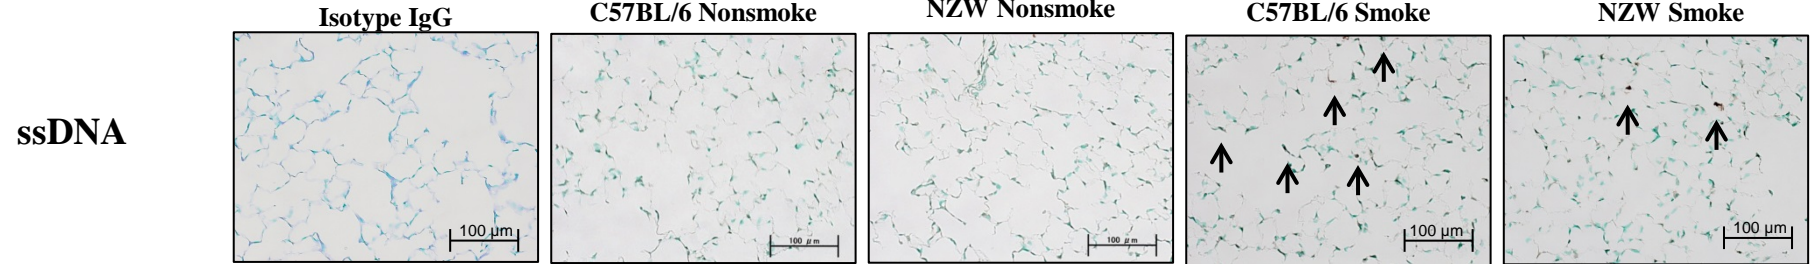 Isotype IgG
C57BL/6 Nonsmoke
NZW Nonsmoke
C57BL/6 Smoke
NZW Smoke
ssDNA
100 µm
100 μm
100 μm
100 µm
100 µm